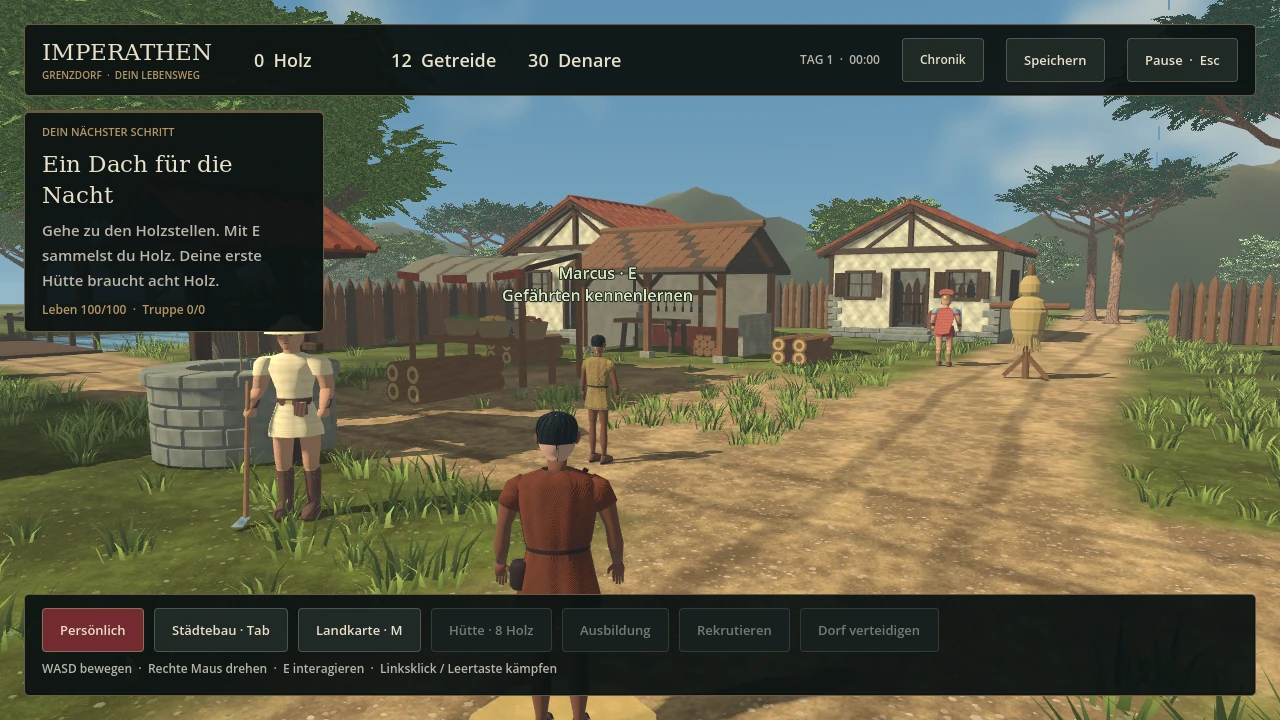 IMPERATHEN
GRENZDORF · DEIN LEBENSWEG
0 Holz
12 Getreide
30 Denare
TAG 1 · 00:00
Chronik
Speichern
Pause · Esc
DEIN NÄCHSTER SCHRITT
Ein Dach für die
Nacht
Gehe zu den Holzstellen. Mit E
sammelst du Holz. Deine erste
Hütte braucht acht Holz.
Leben 100/100 · Truppe 0/0
Marcus · E
Gefährten kennenlernen
Persönlich
Städtebau · Tab
Landkarte · M
Hütte · 8 Holz
Ausbildung
Rekrutieren
Dorf verteidigen
WASD bewegen · Rechte Maus drehen · E interagieren · Linksklick / Leertaste kämpfen